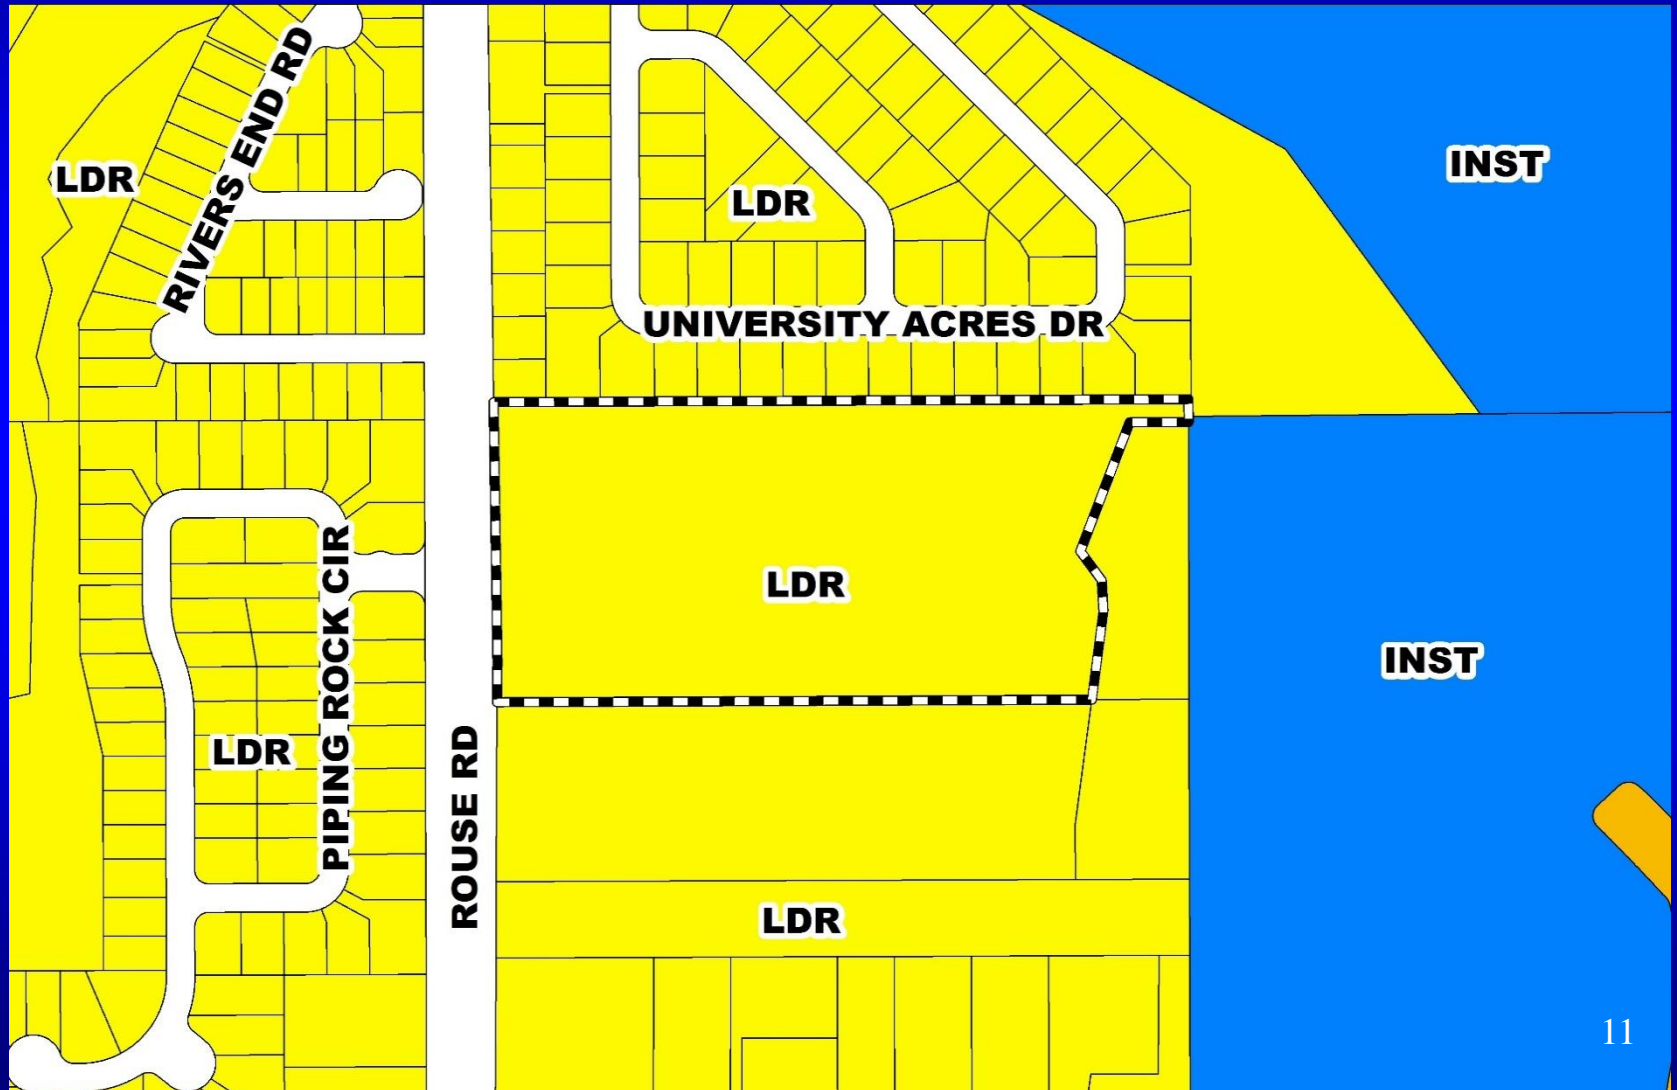 RIVERS END RD
LDR
INST
LDR
UNIVERSITY ACRES DR
LDR
PIPING ROCK CIR
INST
LDR
ROUSE RD
LDR
11